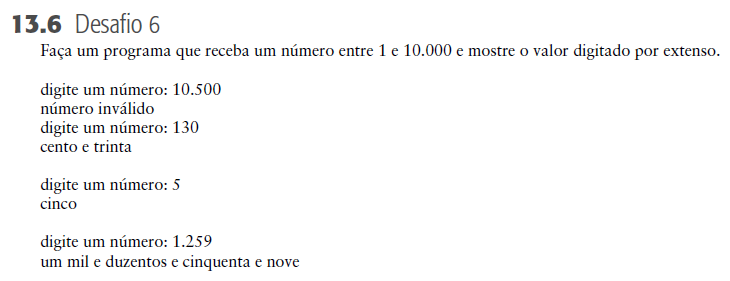 13.6 Desafio 6
Faça um programa que receba um número entre 1 e 10.000 e mostre o valor digitado por extenso.
digite um número: 10.500
número inválido
digite um número: 130
cento e trinta
digite um número: 5
cinco
digite um número: 1.259
um mil e duzentos e cinquenta e nove